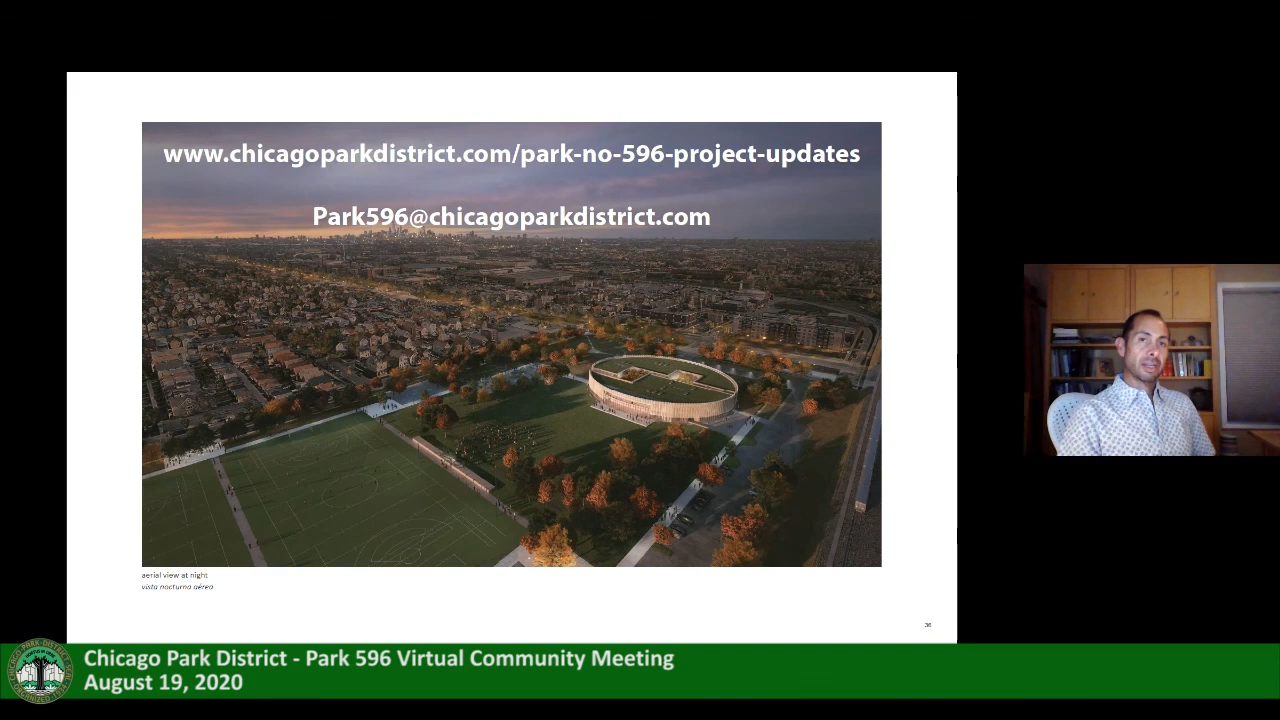 www.chicagoparkdistrict.com/park-no-596-project-updates
Park596@chicagoparkdistrict.com
aerial view at night
vista nocturna aérea
36
Chicago Park District - Park 596 Virtual Community Meeting
August 19, 2020